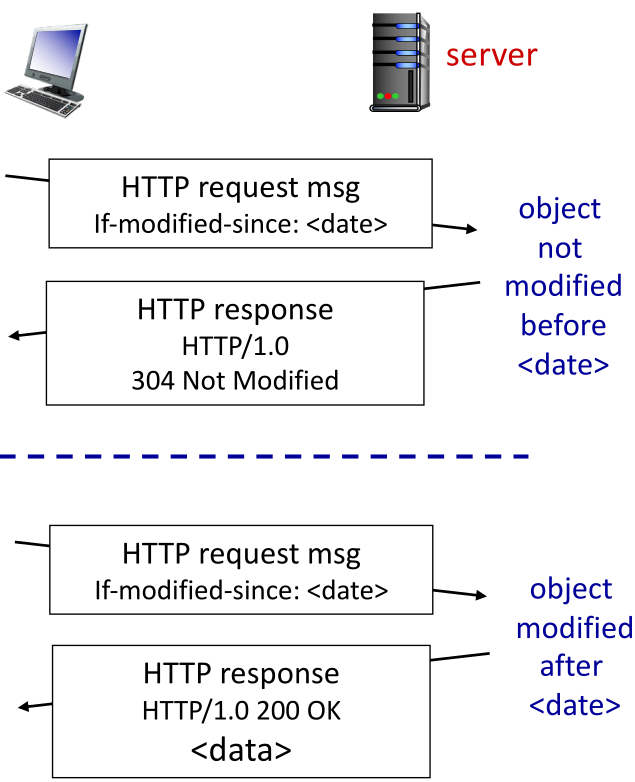 server
HTTP request msg
If-modified-since: <date>
object
not
modified
before
<date>
HTTP response
HTTP/1.0
304 Not Modified
HTTP request msg
If-modified-since: <date>
object
modified
after
<date>
HTTP response
HTTP/1.0 200 OK
<data>